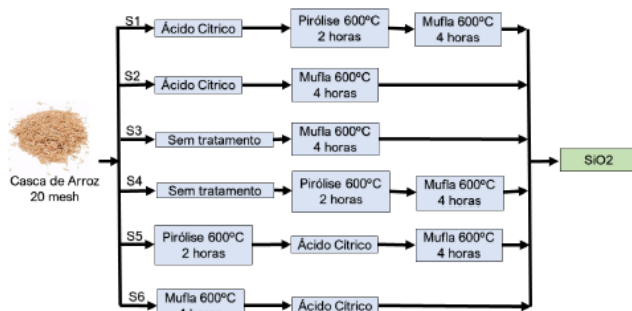 S1
Ácido Cítrico
Pirólise 600ºC
2 horas
Mufla 600ºC
4 horas
S2
Ácido Cítrico
Mufla 600ºC
4 horas
S3
Sem tratamento
Mufla 600ºC
4 horas
Casca de Arroz
20 mesh
SiO2
S4
Sem tratamento
Pirólise 600ºC
2 horas
Mufla 600ºC
4 horas
S5
Pirólise 600ºC
2 horas
Ácido Cítrico
Mufla 600ºC
4 horas
S6
Mufla 600ºC
Ácido Cítrico